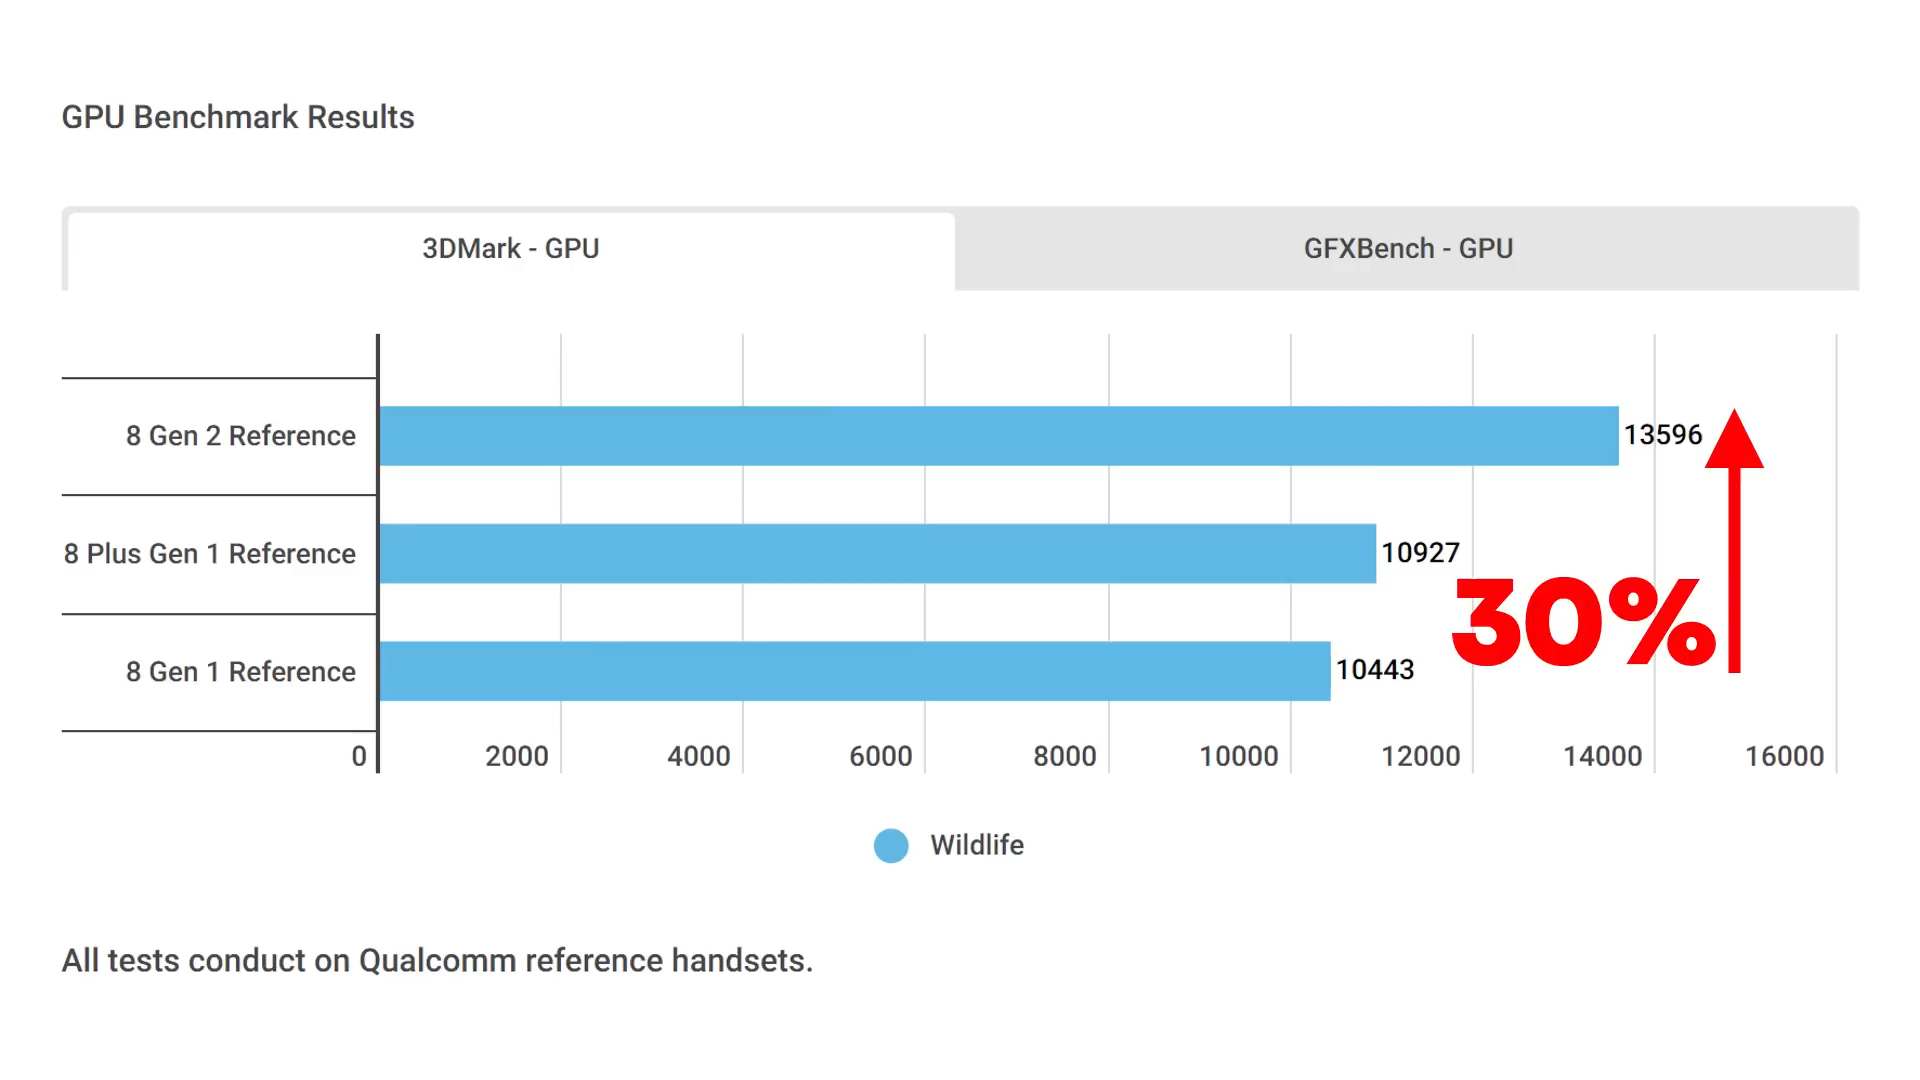 GPU Benchmark Results
3DMark - GPU
GFXBench - GPU
8 Gen 2 Reference
13596
8 Plus Gen 1 Reference
10927
30%
8 Gen 1 Reference
10443
0 2000 4000 6000 8000 10000 12000 14000 16000
Wildlife
All tests conduct on Qualcomm reference handsets.